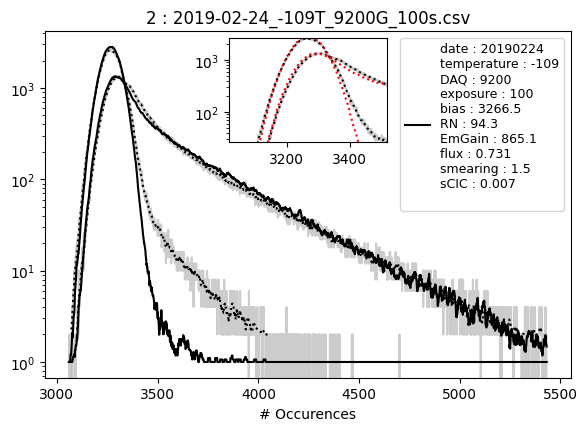 2 : 2019-02-24_-109T_9200G_100s.csv
date : 20190224
temperature : -109
DAQ : 9200
exposure : 100
bias : 3266.5
RN : 94.3
EmGain : 865.1
flux : 0.731
smearing : 1.5
sCIC : 0.007
10³
10²
3200 3400
10³
10²
10¹
10⁰
3000 3500 4000 4500 5000 5500
# Occurences